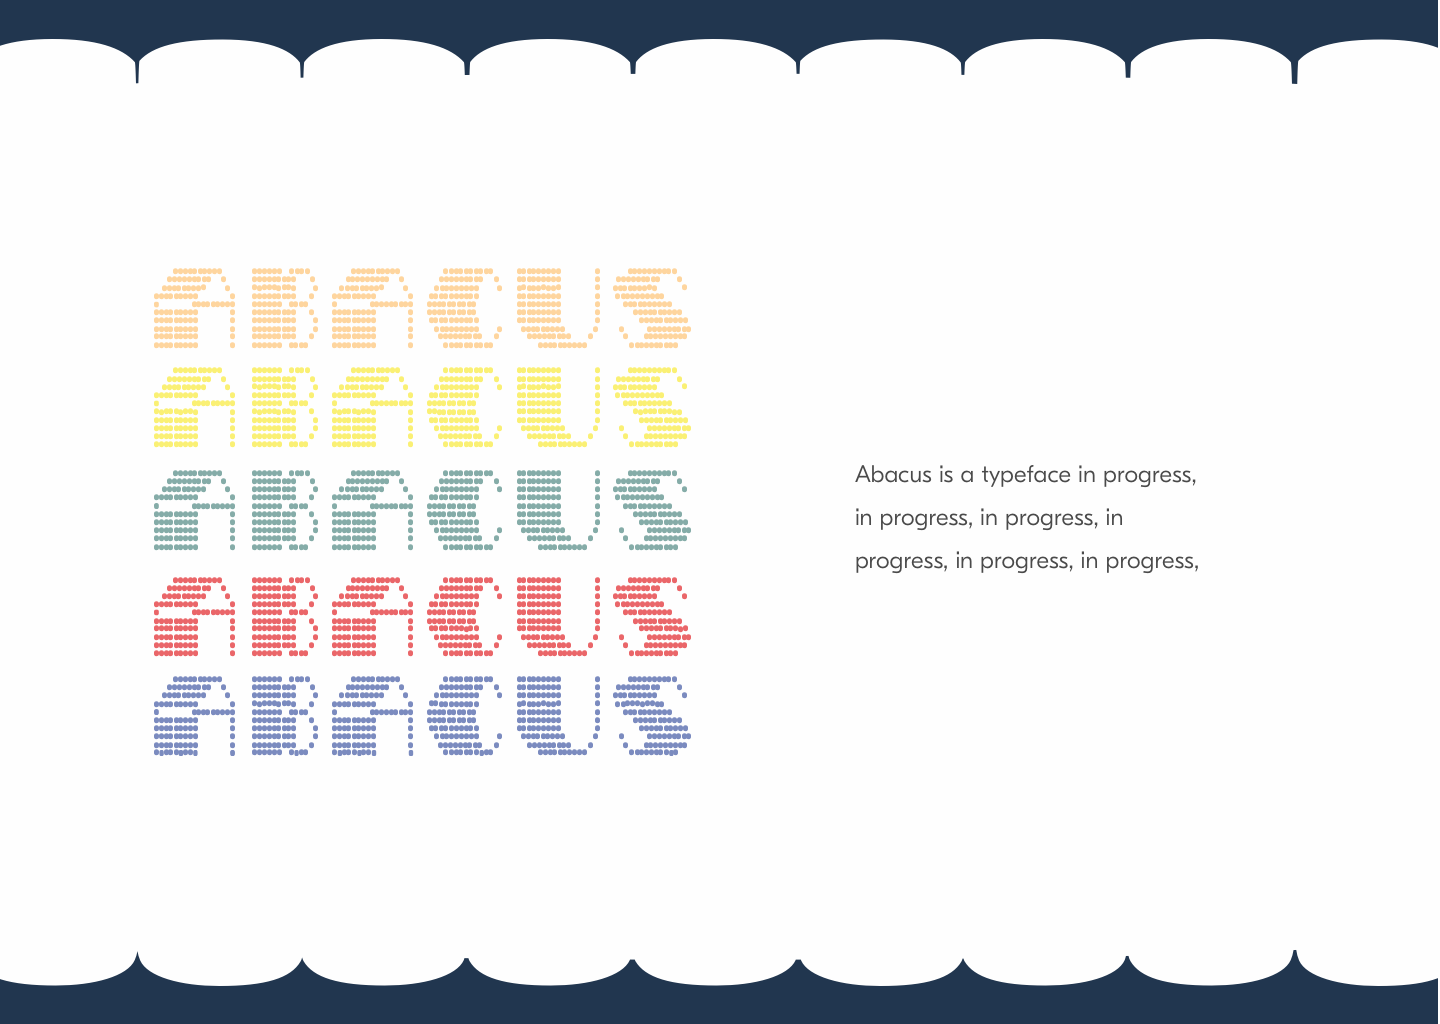 ABACUS
ABACUS
ABACUS
ABACUS
ABACUS
Abacus is a typeface in progress,
in progress, in progress, in
progress, in progress, in progress,